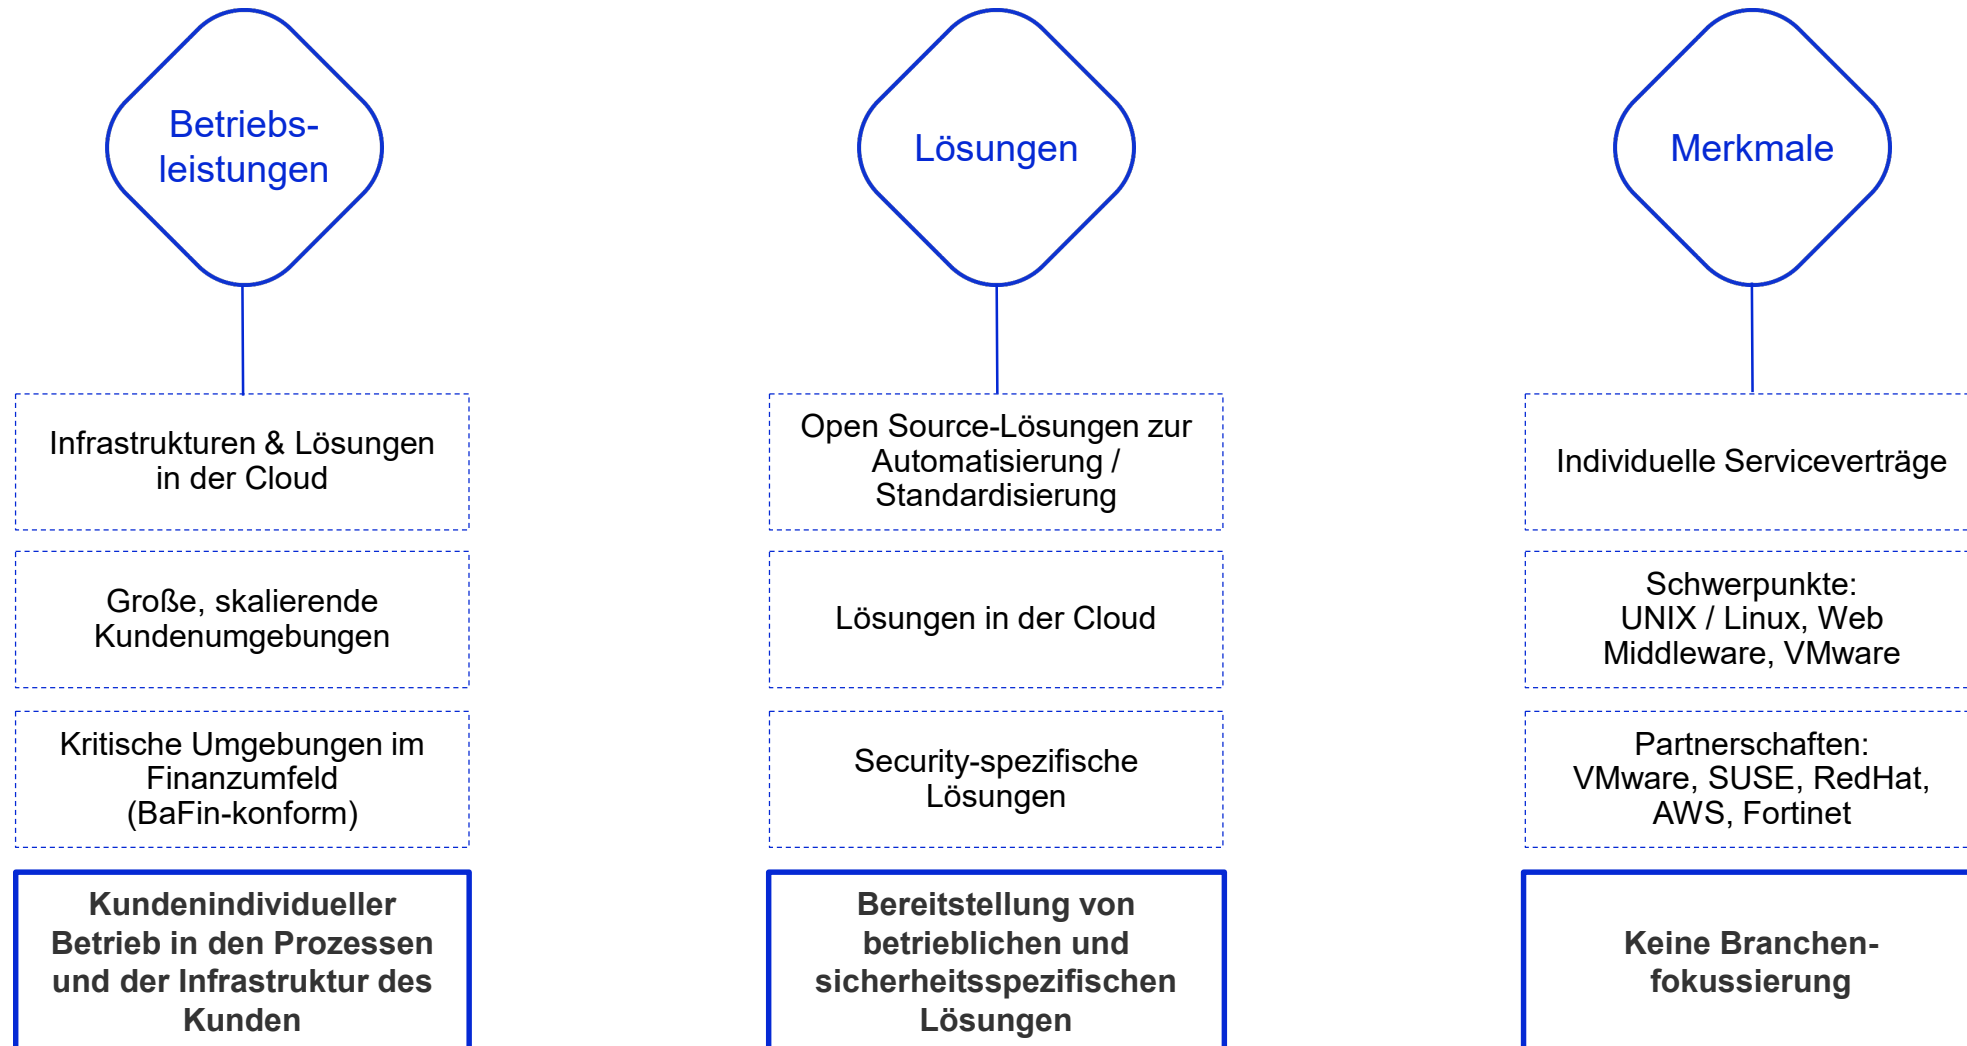 Betriebs-
leistungen
Infrastrukturen & Lösungen
in der Cloud
Große, skalierende
Kundenumgebungen
Kritische Umgebungen im
Finanzumfeld
(BaFin-konform)
Kundenindividueller
Betrieb in den Prozessen
und der Infrastruktur des
Kunden
Lösungen
Open Source-Lösungen zur
Automatisierung /
Standardisierung
Lösungen in der Cloud
Security-spezifische
Lösungen
Bereitstellung von
betrieblichen und
sicherheitsspezifischen
Lösungen
Merkmale
Individuelle Serviceverträge
Schwerpunkte:
UNIX / Linux, Web
Middleware, VMware
Partnerschaften:
VMware, SUSE, RedHat,
AWS, Fortinet
Keine Branchen-
fokussierung